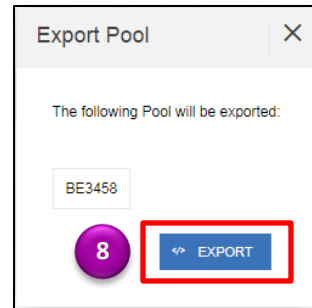 Export Pool
The following Pool will be exported:
BE3458
8
</> EXPORT